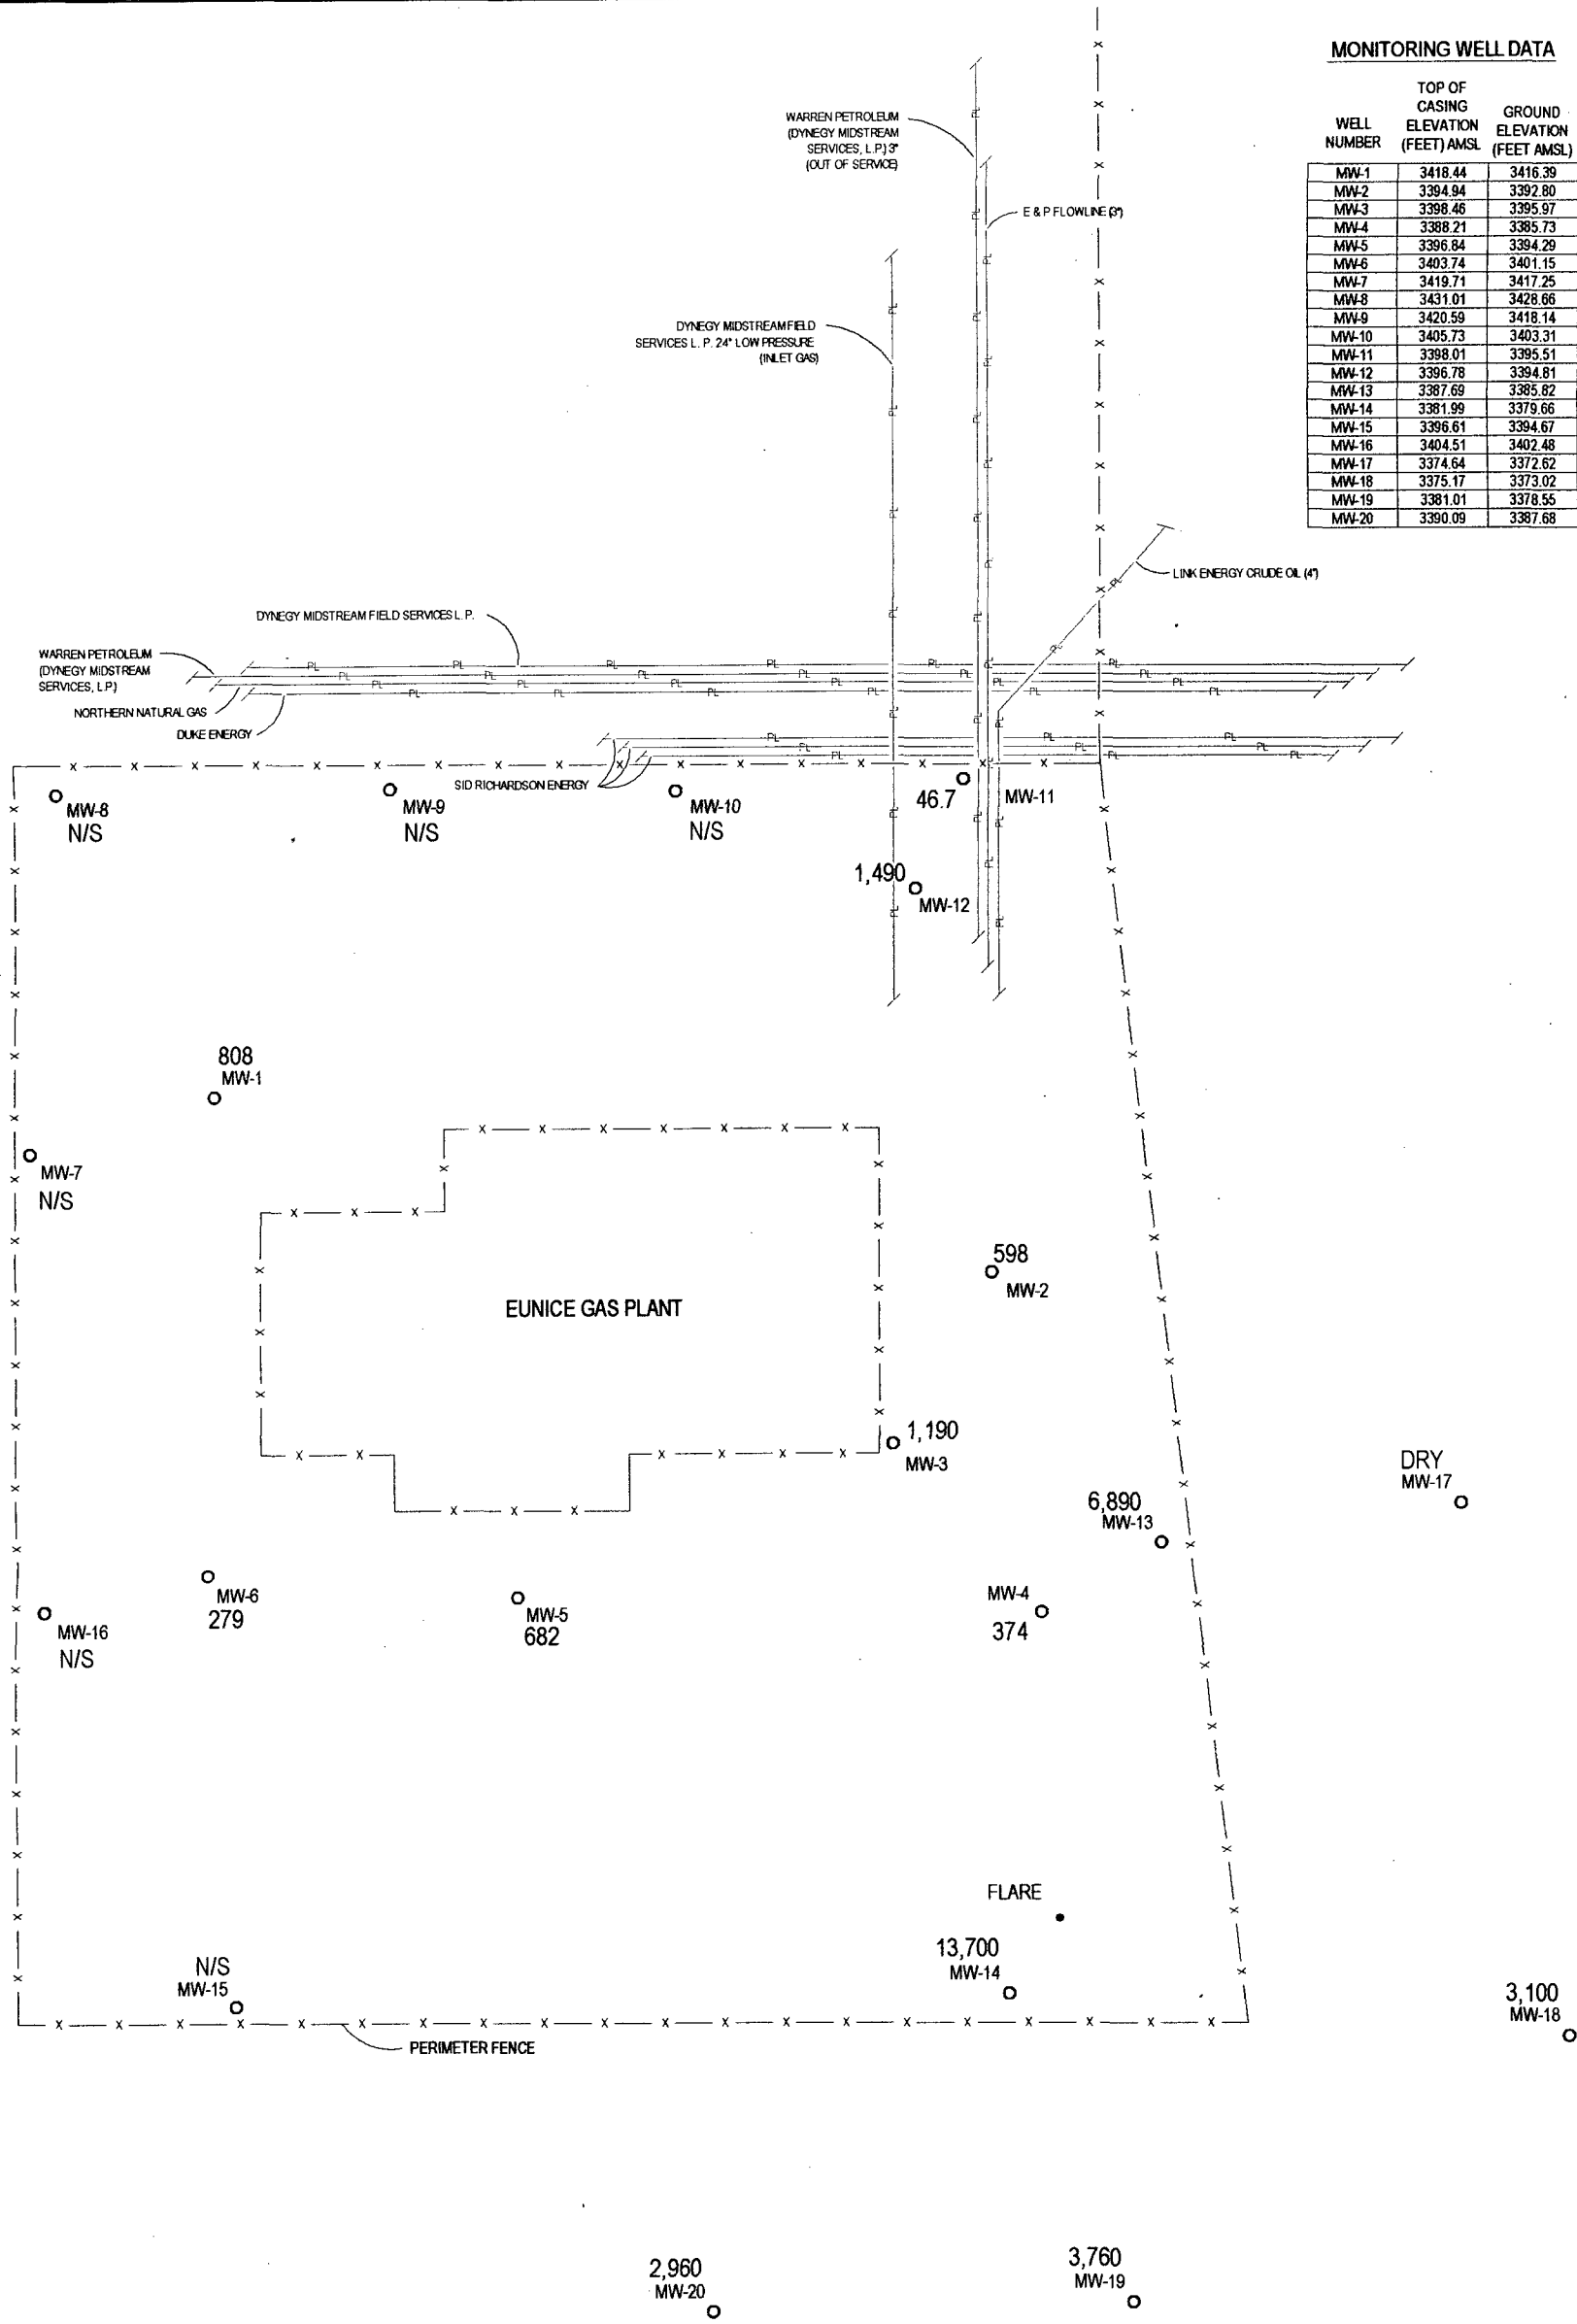 MONITORING WELL DATA
WELL NUMBER TOP OF CASING ELEVATION (FEET) AMSL GROUND ELEVATION (FEET AMSL)
MW-1 3418.44 3416.39
MW-2 3394.94 3392.80
MW-3 3398.46 3395.97
MW-4 3388.21 3385.73
MW-5 3396.84 3394.29
MW-6 3403.74 3401.15
MW-7 3419.71 3417.25
MW-8 3431.01 3428.66
MW-9 3420.59 3418.14
MW-10 3405.73 3403.31
MW-11 3398.01 3395.51
MW-12 3396.78 3394.81
MW-13 3387.69 3385.82
MW-14 3381.99 3379.66
MW-15 3396.61 3394.67
MW-16 3404.51 3402.48
MW-17 3374.64 3372.62
MW-18 3375.17 3373.02
MW-19 3381.01 3378.55
MW-20 3390.09 3387.68
WARREN PETROLEUM
(DYNEGY MIDSTREAM
SERVICES, L.P.) 3"
(OUT OF SERVICE)
E & P FLOWLINE (3")
DYNEGY MIDSTREAM FIELD
SERVICES L. P. 24" LOW PRESSURE
(INLET GAS)
LINK ENERGY CRUDE OIL (4")
DYNEGY MIDSTREAM FIELD SERVICES L.P.
WARREN PETROLEUM
(DYNEGY MIDSTREAM
SERVICES, L.P.)
NORTHERN NATURAL GAS
DUKE ENERGY
SID RICHARDSON ENERGY
MW-8
N/S
MW-9
N/S
MW-10
N/S
46.7
MW-11
1,490
MW-12
808
MW-1
MW-7
N/S
598
MW-2
EUNICE GAS PLANT
1,190
MW-3
DRY
MW-17
6,890
MW-13
MW-6
279
MW-5
682
MW-4
374
MW-16
N/S
FLARE
13,700
MW-14
N/S
MW-15
3,100
MW-18
PERIMETER FENCE
2,960
MW-20
3,760
MW-19